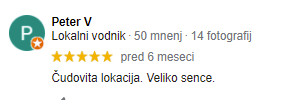 P
Peter V
Lokalni vodnik · 50 mnenj · 14 fotografij
pred 6 meseci
Čudovita lokacija. Veliko sence.